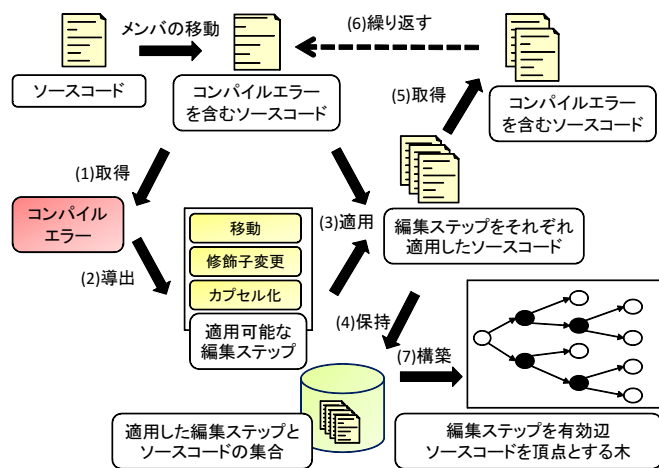 メンバの移動
(6)繰り返す
ソースコード
コンパイルエラー
を含むソースコード
(5)取得
コンパイルエラー
を含むソースコード
(1)取得
コンパイル
エラー
(2)導出
移動
修飾子変更
カプセル化
適用可能な
編集ステップ
(3)適用
編集ステップをそれぞれ
適用したソースコード
(4)保持
(7)構築
適用した編集ステップと
ソースコードの集合
編集ステップを有効辺
ソースコードを頂点とする木